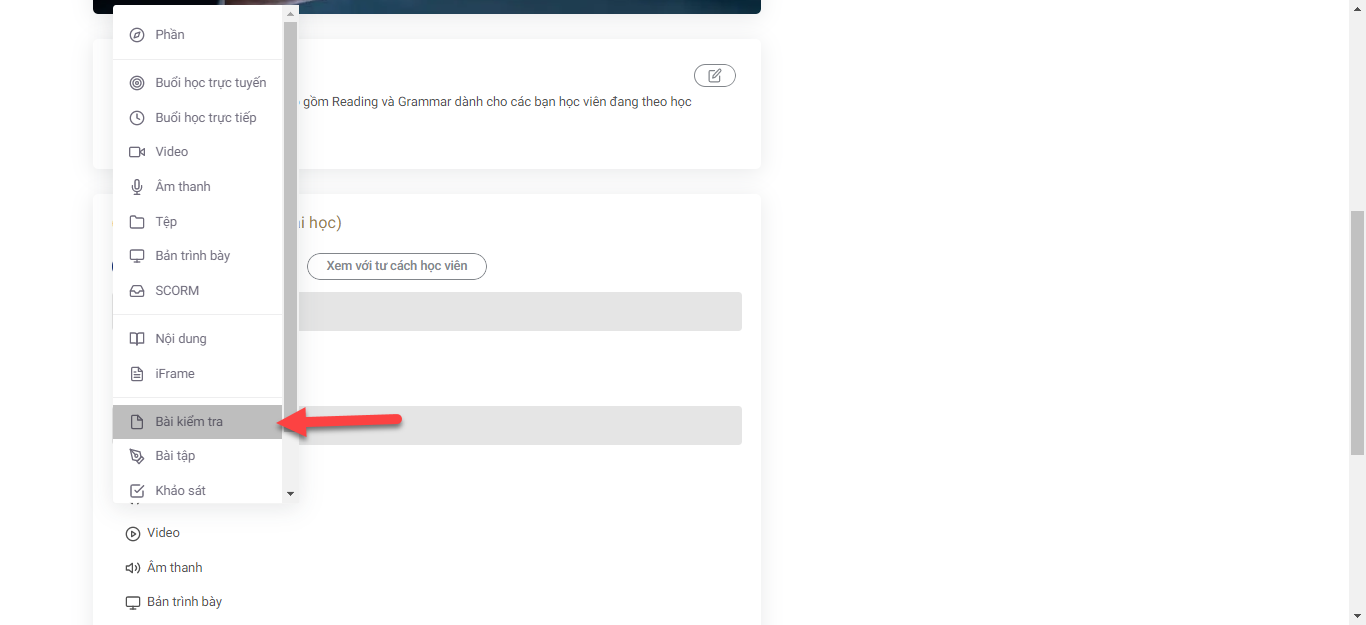 Phần
Buổi học trực tuyến
Buổi học trực tiếp
Video
Âm thanh
Tệp
Bản trình bày
SCORM
Nội dung
iFrame
Bài kiểm tra
Bài tập
Khảo sát
gồm Reading và Grammar dành cho các bạn học viên đang theo học
học)
Xem với tư cách học viên
Video
Âm thanh
Bản trình bày